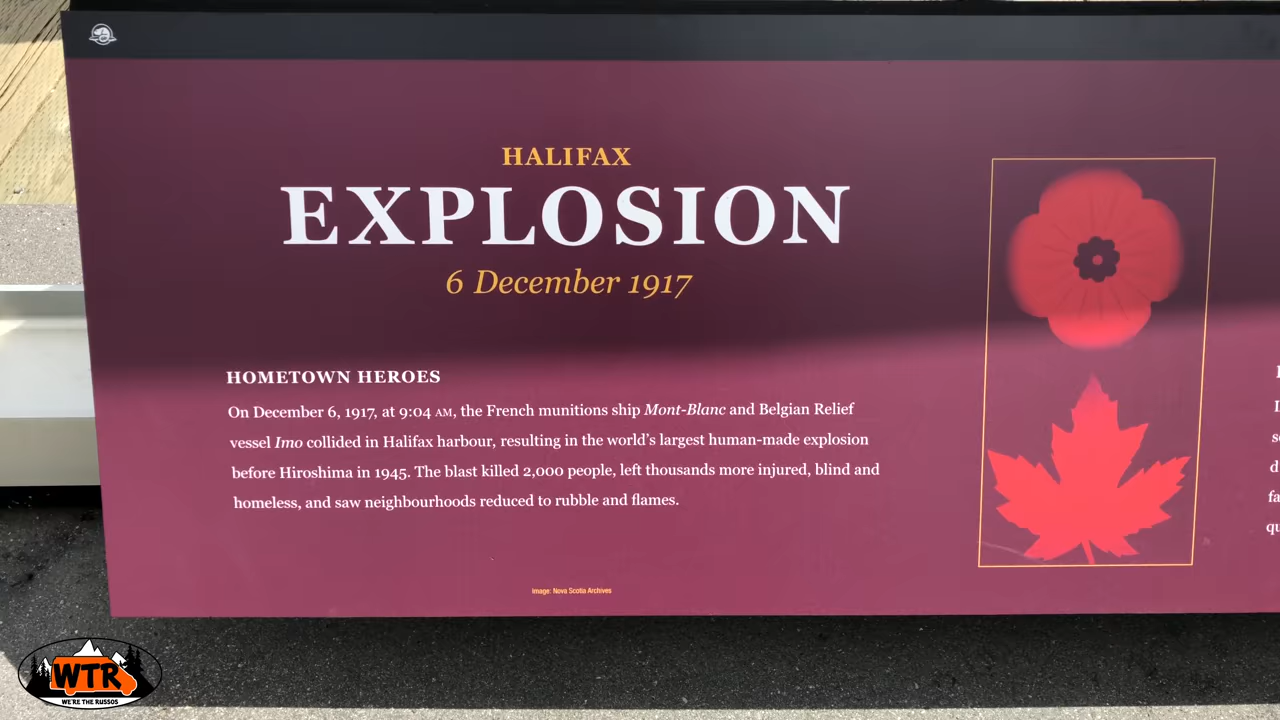 HALIFAX
EXPLOSION
6 December 1917
HOMETOWN HEROES
On December 6, 1917, at 9:04 AM, the French munitions ship Mont-Blanc and Belgian Relief
vessel Imo collided in Halifax harbour, resulting in the world's largest human-made explosion
before Hiroshima in 1945. The blast killed 2,000 people, left thousands more injured, blind and
homeless, and saw neighbourhoods reduced to rubble and flames.
Image: Nova Scotia Archives
WTR
WE'RE THE RUSSOS